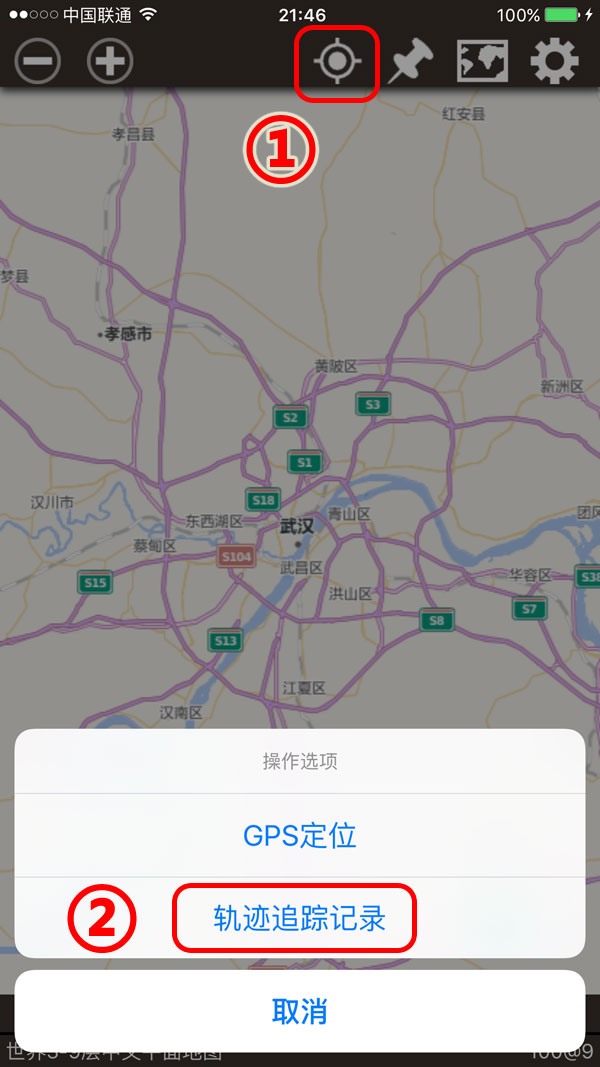 中国联通 21:46 100%
①
红安县
孝昌县
梦县
孝感市
黄陂区
新洲区
S3
S2
S1
汉川市
S18
青山区
团风
东西湖区
武汉
蔡甸区
S104
武昌区
华容区
S38
S15
洪山区
S7
S8
S13
江夏区
汉南区
操作选项
GPS定位
② 轨迹追踪记录
取消
世界3-9层中文平面地图 100@9